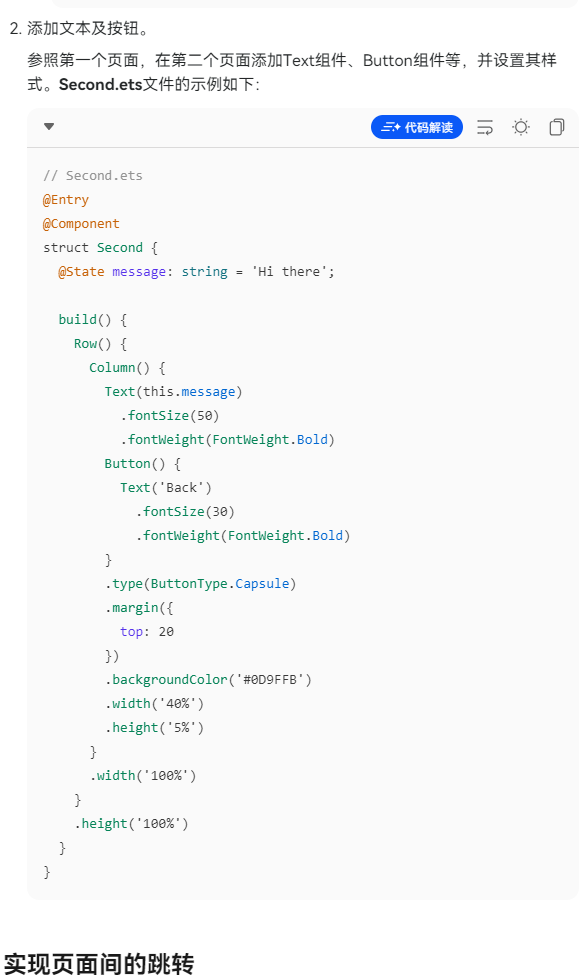 2. 添加文本及按钮。
参照第一个页面，在第二个页面添加Text组件、Button组件等，并设置其样
式。Second.ets文件的示例如下：
代码解读
// Second.ets
@Entry
@Component
struct Second {
  @State message: string = 'Hi there';

  build() {
    Row() {
      Column() {
        Text(this.message)
          .fontSize(50)
          .fontWeight(FontWeight.Bold)
        Button() {
          Text('Back')
            .fontSize(30)
            .fontWeight(FontWeight.Bold)
        }
        .type(ButtonType.Capsule)
        .margin({
          top: 20
        })
        .backgroundColor('#0D9FFB')
        .width('40%')
        .height('5%')
      }
      .width('100%')
    }
    .height('100%')
  }
}
实现页面间的跳转